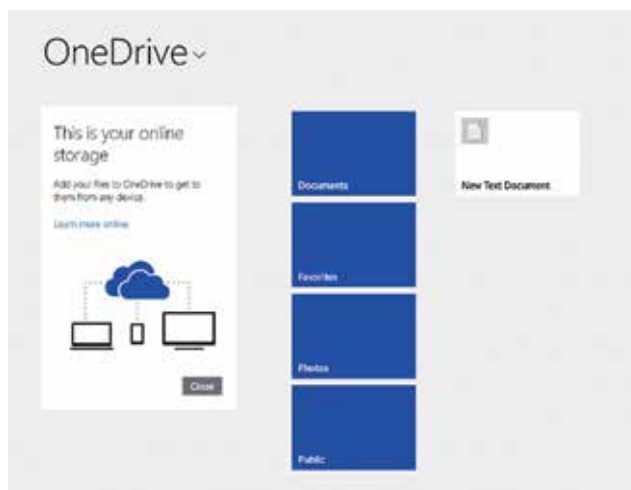 OneDrive
This is your online
storage
Add your files to OneDrive to get to
them from any device.
Learn more online
Close
Documents
Favorites
Photos
Public
New Text Document